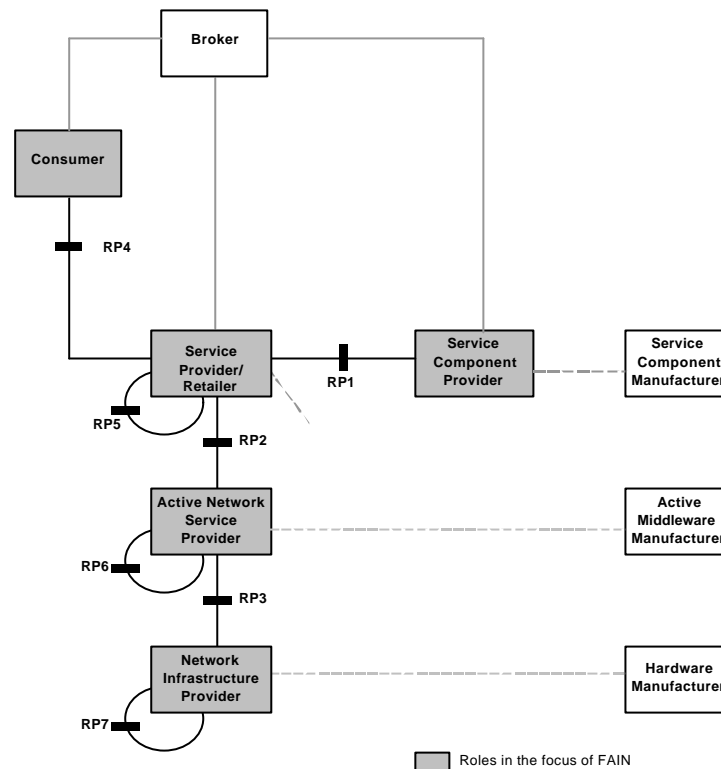 Broker
Consumer
RP4
Service
Provider/
Retailer
RP1
Service
Component
Provider
Service
Component
Manufacturer
RP5
RP2
Active Network
Service
Provider
Active
Middleware
Manufacturer
RP6
RP3
Network
Infrastructure
Provider
Hardware
Manufacturer
RP7
Roles in the focus of FAIN